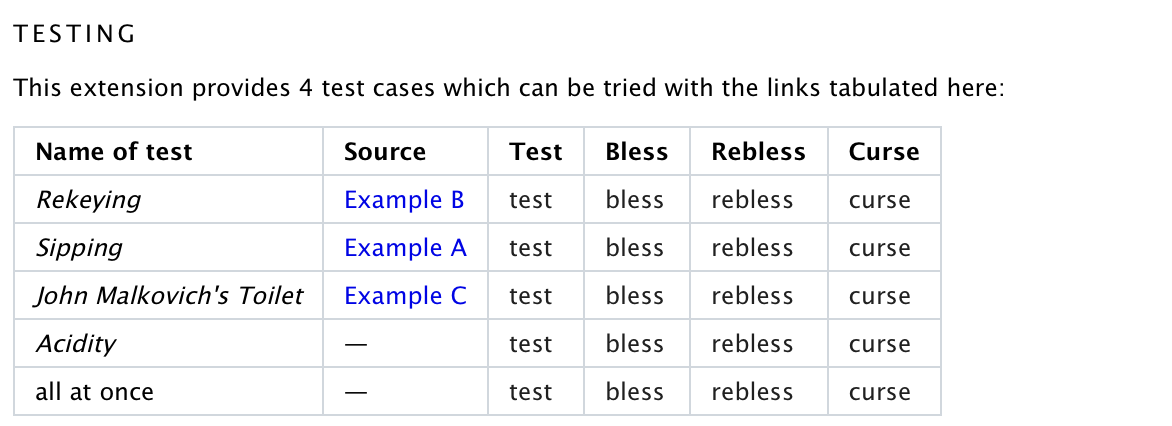 TESTING
This extension provides 4 test cases which can be tried with the links tabulated here:
Name of test Source Test Bless Rebless Curse
Rekeying Example B test bless rebless curse
Sipping Example A test bless rebless curse
John Malkovich's Toilet Example C test bless rebless curse
Acidity — test bless rebless curse
all at once — test bless rebless curse